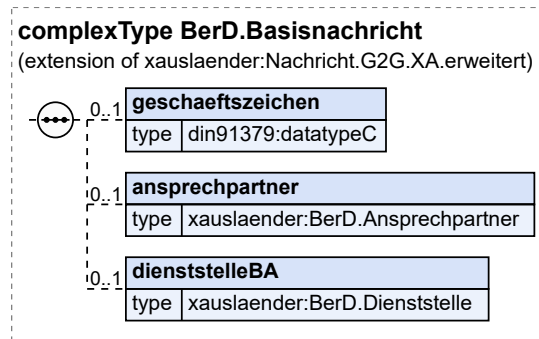 complexType BerD.Basisnachricht
(extension of xauslaender:Nachricht.G2G.XA.erweitert)
0..1 geschaeftszeichen
type din91379:datatypeC
0..1 ansprechpartner
type xauslaender:BerD.Ansprechpartner
0..1 dienststelleBA
type xauslaender:BerD.Dienststelle